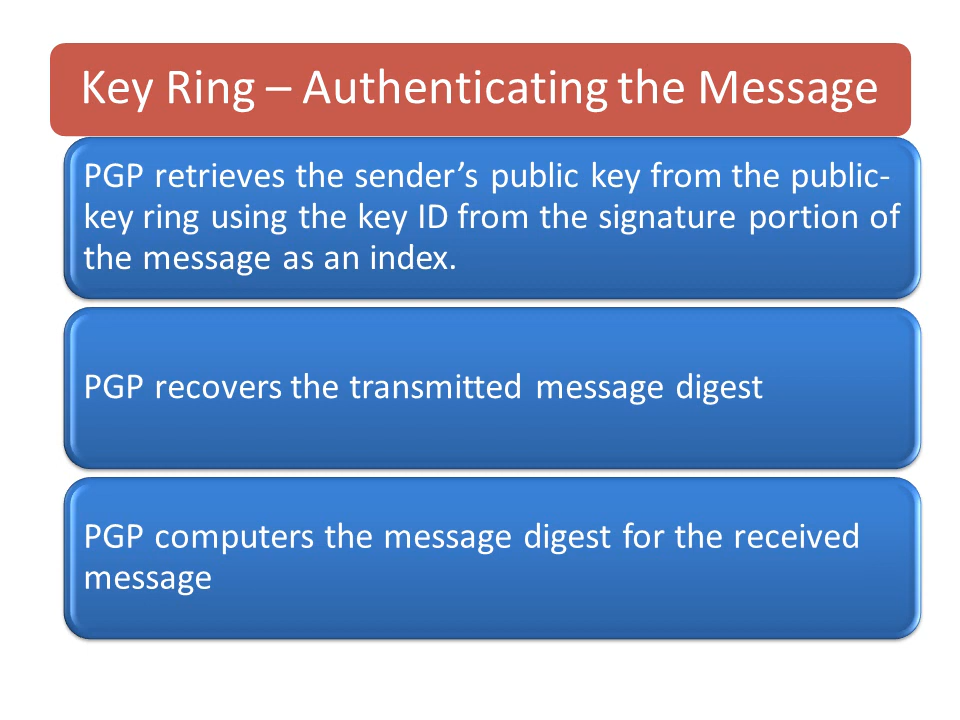 Key Ring – Authenticating the Message
PGP retrieves the sender’s public key from the public-
key ring using the key ID from the signature portion of
the message as an index.
PGP recovers the transmitted message digest
PGP computers the message digest for the received
message